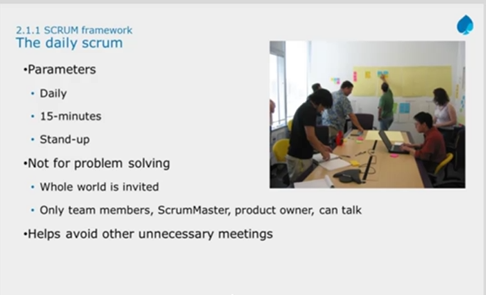 2.1.1 SCRUM framework
The daily scrum
•Parameters
• Daily
• 15-minutes
• Stand-up
•Not for problem solving
• Whole world is invited
• Only team members, ScrumMaster, product owner, can talk
•Helps avoid other unnecessary meetings